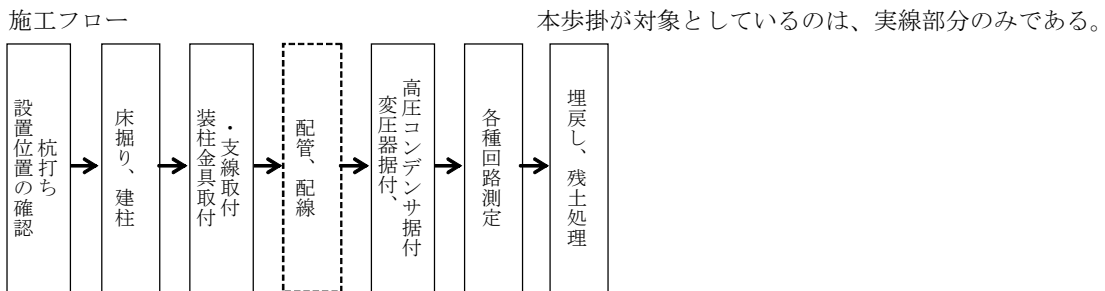 施工フロー
本歩掛が対象としているのは、実線部分のみである。
設置位置の確認
杭打ち
床掘り、建柱
装柱金具取付
・支線取付
配管、配線
変圧器据付、
高圧コンデンサ据付
各種回路測定
埋戻し、残土処理